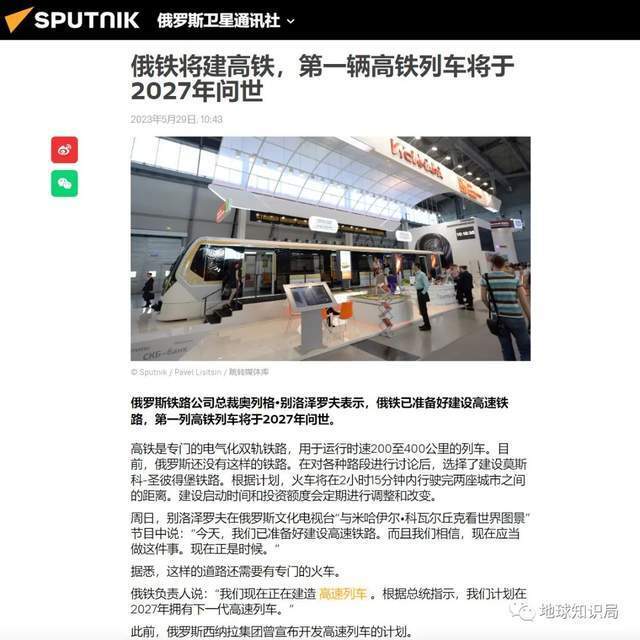 SPUTNIK 俄罗斯卫星通讯社
俄铁将建高铁，第一辆高铁列车将于
2027年问世
2023年5月29日, 10:43
СКБ-Банк
© Sputnik / Pavel Lisitsin / 跳转媒体库
俄罗斯铁路公司总裁奥列格•别洛泽罗夫表示，俄铁已准备好建设高速铁
路，第一列高铁列车将于2027年问世。
高铁是专门的电气化双轨铁路，用于运行时速200至400公里的列车。目
前，俄罗斯还没有这样的铁路。在对各种路段进行讨论后，选择了建设莫斯
科-圣彼得堡铁路。根据计划，火车将在2小时15分钟内行驶完两座城市之间
的距离。建设启动时间和投资额度会定期进行调整和改变。
周日，别洛泽罗夫在俄罗斯文化电视台“与米哈伊尔•科瓦尔丘克看世界图景”
节目中说：“今天，我们已准备好建设高速铁路。而且我们相信，现在应当
做这件事。现在正是时候。”
据悉，这样的道路还需要有专门的火车。
俄铁负责人说：“我们现在正在建造 高速列车 。根据总统指示，我们计划在
2027年拥有下一代高速列车。”
此前，俄罗斯西纳拉集团曾宣布开发高速列车的计划。
地球知识局